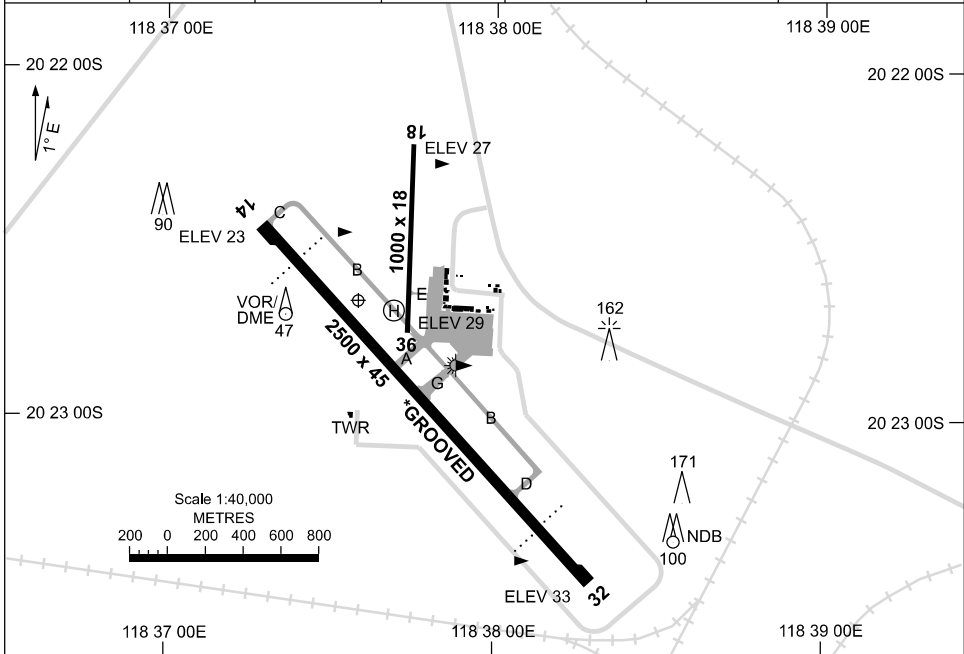 118 37 00E
118 38 00E
118 39 00E
20 22 00S
20 22 00S
1° E
18
ELEV 27
90
14
C
ELEV 23
1000 x 18
B
E
H
VOR/
DME
47
ELEV 29
162
36
A
2500 x 45
G
*GROOVED
B
20 23 00S
20 23 00S
TWR
171
D
Scale 1:40,000
METRES
200 0 200 400 600 800
NDB
100
ELEV 33
32
118 37 00E
118 38 00E
118 39 00E